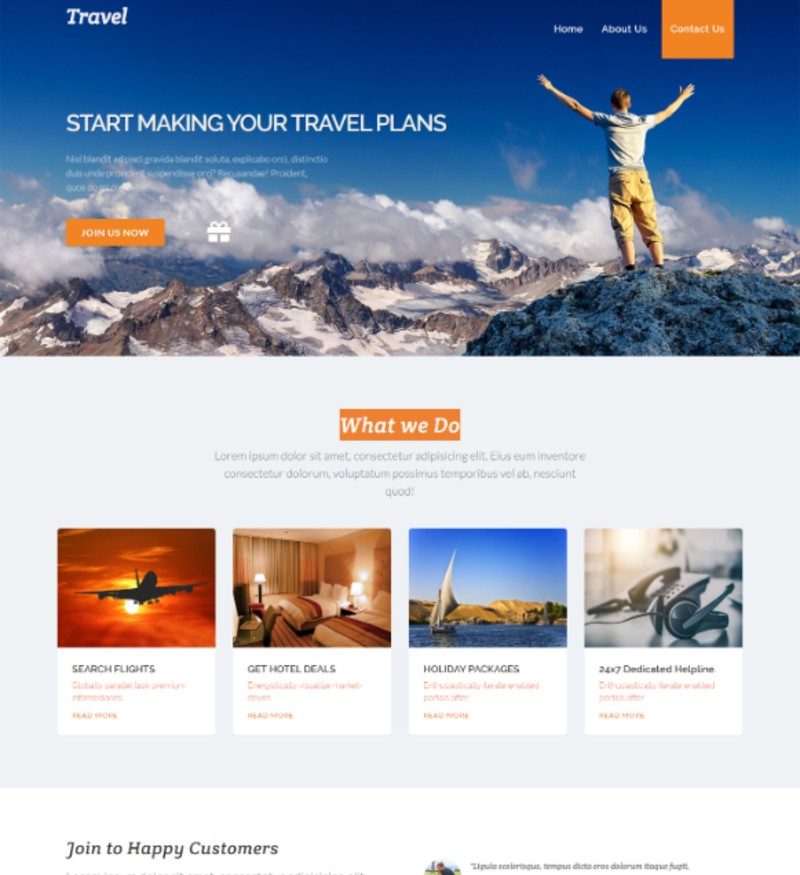 Travel
Home About Us Contact Us
START MAKING YOUR TRAVEL PLANS
Nisl blandit adipisci gravida blandit soluta, explicabo orci, distinctio
duis unde provident suspendisse orci? Recusandae! Proident,
quos
JOIN US NOW
What we Do
Lorem ipsum dolor sit amet, consectetur adipisicing elit. Eius eum inventore
consectetur dolorum, voluptatum possimus temporibus vel ab, nesciunt
quod!
SEARCH FLIGHTS
Globally parallel task premium
infomediaries.
READ MORE
GET HOTEL DEALS
Energistically visualize market-
driven
READ MORE
HOLIDAY PACKAGES
Enthusiastically iterate enabled
portals after
READ MORE
24x7 Dedicated Helpline
Enthusiastically iterate enabled
portals after
READ MORE
Join to Happy Customers
"Ligula scelerisque, tempus dicta eros dolorum itaque fugit,